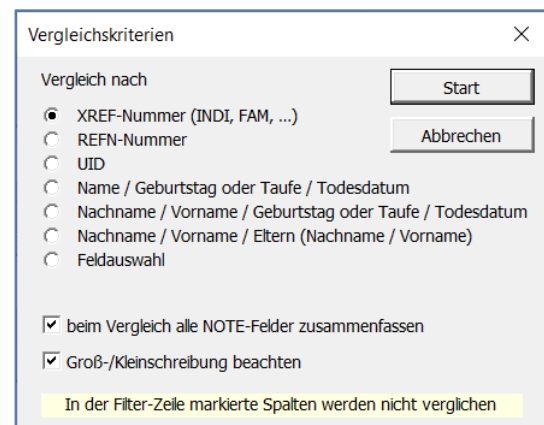 Vergleichskriterien
Vergleich nach
Start
XREF-Nummer (INDI, FAM, ...)
REFN-Nummer
Abbrechen
UID
Name / Geburtstag oder Taufe / Todesdatum
Nachname / Vorname / Geburtstag oder Taufe / Todesdatum
Nachname / Vorname / Eltern (Nachname / Vorname)
Feldauswahl
beim Vergleich alle NOTE-Felder zusammenfassen
Groß-/Kleinschreibung beachten
In der Filter-Zeile markierte Spalten werden nicht verglichen